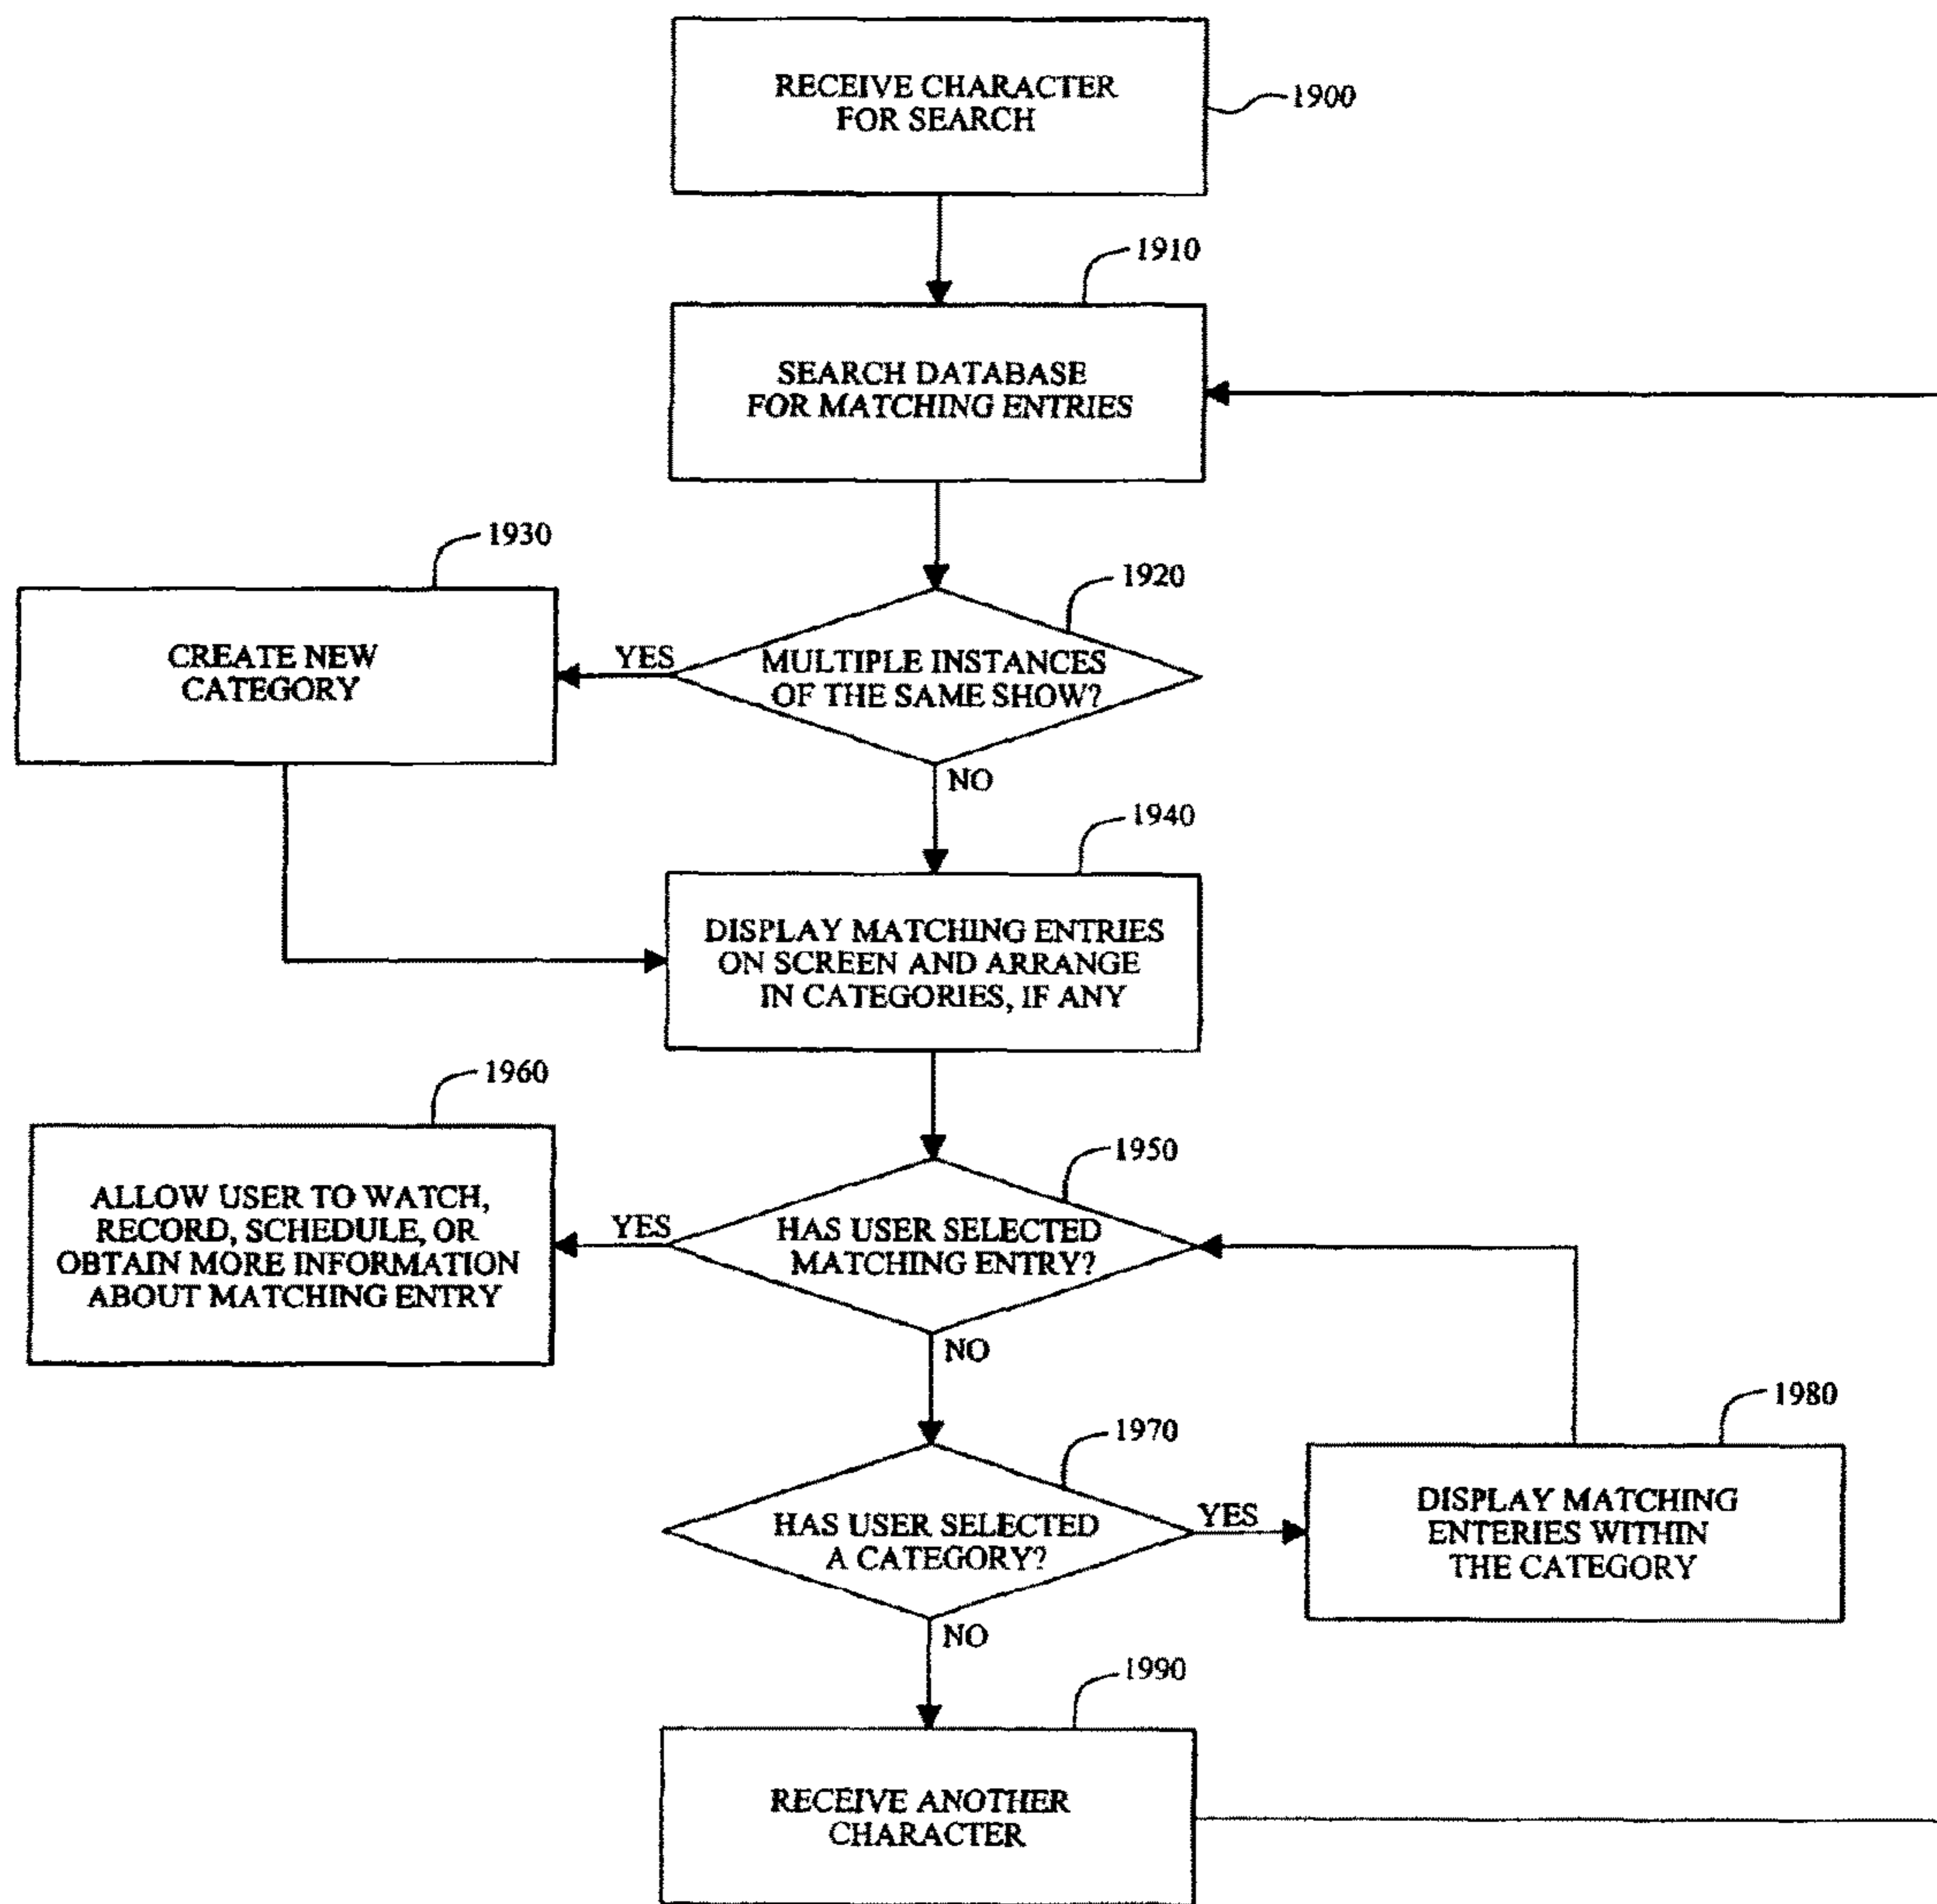 RECEIVE CHARACTER
FOR SEARCH
1900
1910
SEARCH DATABASE
FOR MATCHING ENTRIES
1930
CREATE NEW
CATEGORY
YES
1920
MULTIPLE INSTANCES
OF THE SAME SHOW?
NO
1940
DISPLAY MATCHING ENTRIES
ON SCREEN AND ARRANGE
IN CATEGORIES, IF ANY
1960
ALLOW USER TO WATCH,
RECORD, SCHEDULE, OR
OBTAIN MORE INFORMATION
ABOUT MATCHING ENTRY
YES
1950
HAS USER SELECTED
MATCHING ENTRY?
NO
1970
HAS USER SELECTED
A CATEGORY?
YES
1980
DISPLAY MATCHING
ENTERIES WITHIN
THE CATEGORY
NO
1990
RECEIVE ANOTHER
CHARACTER